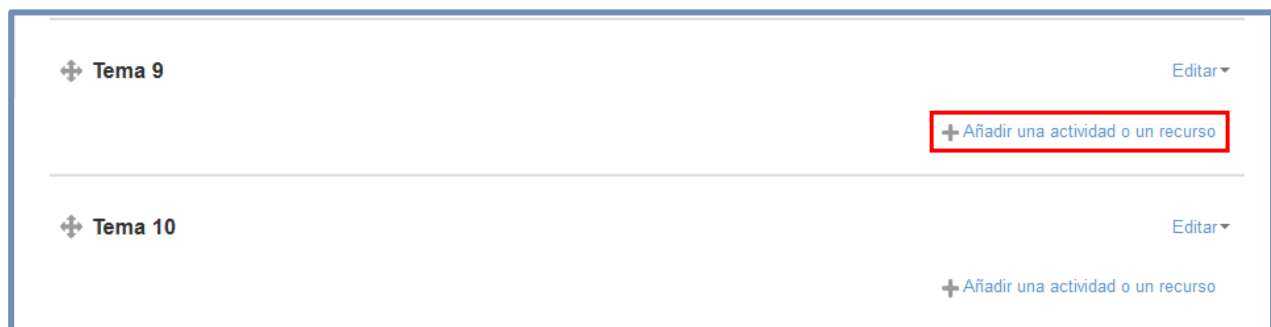 Tema 9
Editar
Añadir una actividad o un recurso
Tema 10
Editar
Añadir una actividad o un recurso